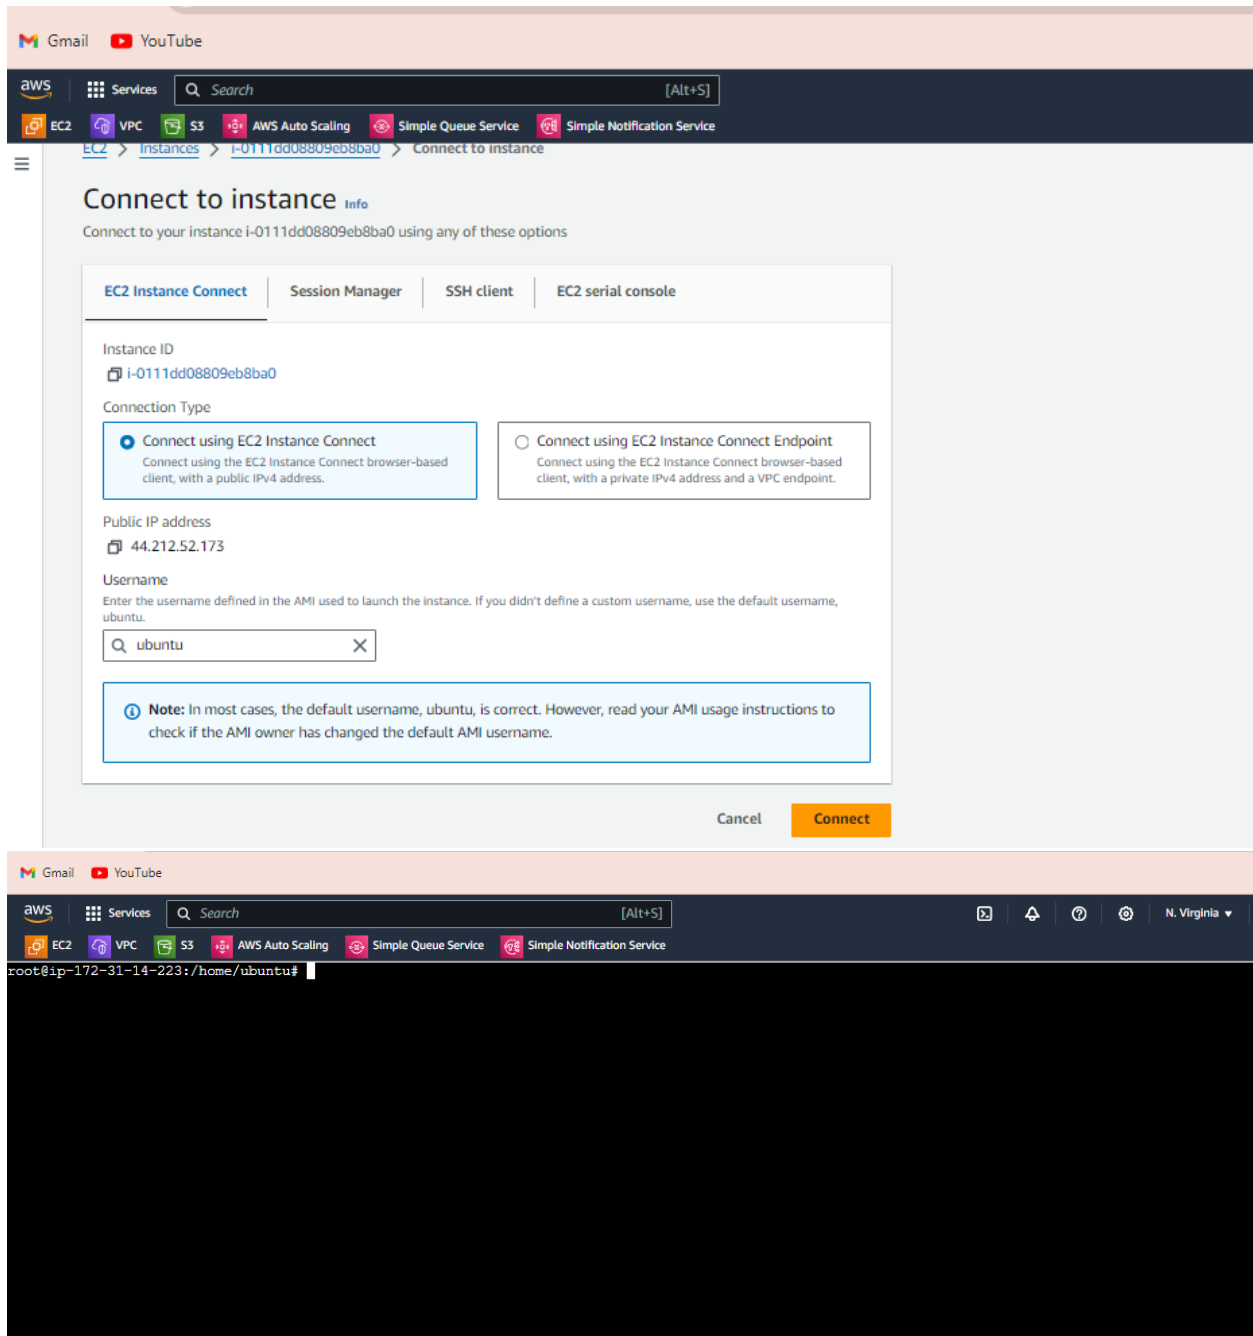 Gmail YouTube
aws Services Search [Alt+S]
EC2 VPC S3 AWS Auto Scaling Simple Queue Service Simple Notification Service
EC2 > Instances > i-0111dd08809eb8ba0 > Connect to instance
Connect to instance Info
Connect to your instance i-0111dd08809eb8ba0 using any of these options
EC2 Instance Connect Session Manager SSH client EC2 serial console
Instance ID
i-0111dd08809eb8ba0
Connection Type
Connect using EC2 Instance Connect
Connect using the EC2 Instance Connect browser-based
client, with a public IPv4 address.
Connect using EC2 Instance Connect Endpoint
Connect using the EC2 Instance Connect browser-based
client, with a private IPv4 address and a VPC endpoint.
Public IP address
44.212.52.173
Username
Enter the username defined in the AMI used to launch the instance. If you didn't define a custom username, use the default username,
ubuntu.
ubuntu
Note: In most cases, the default username, ubuntu, is correct. However, read your AMI usage instructions to
check if the AMI owner has changed the default AMI username.
Cancel Connect
Gmail YouTube
aws Services Search [Alt+S] N. Virginia
EC2 VPC S3 AWS Auto Scaling Simple Queue Service Simple Notification Service
root@ip-172-31-14-223:/home/ubuntu#